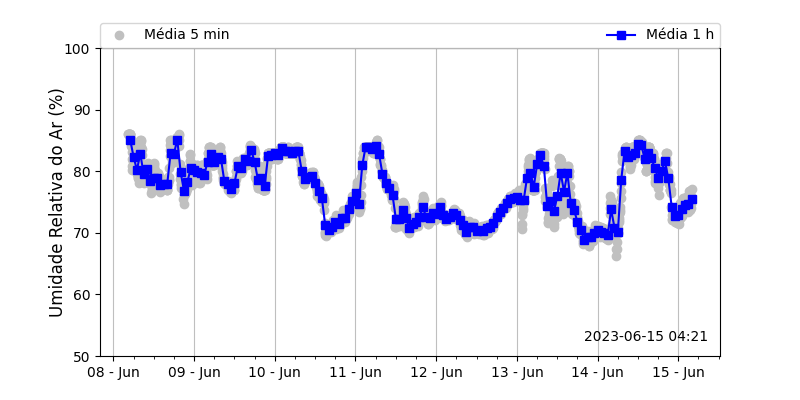 Média 5 min Média 1 h
Umidade Relativa do Ar (%)
100
90
80
70
60
50
2023-06-15 04:21
08 - Jun 09 - Jun 10 - Jun 11 - Jun 12 - Jun 13 - Jun 14 - Jun 15 - Jun